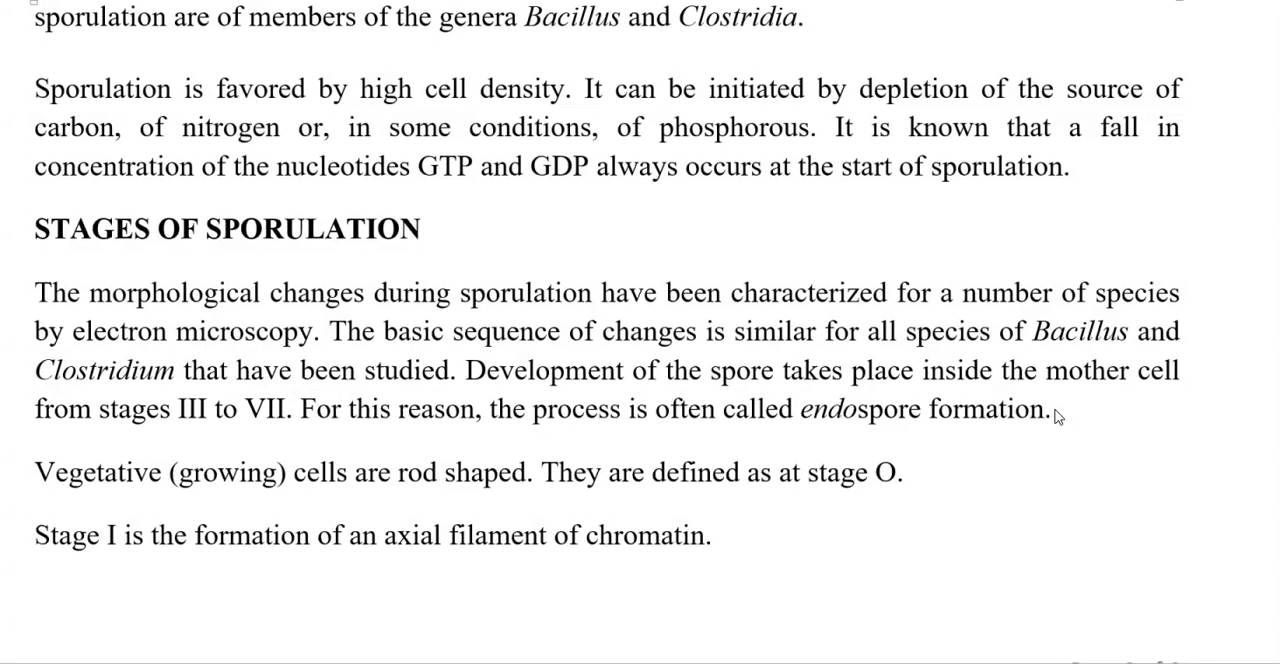 sporulation are of members of the genera Bacillus and Clostridia.
Sporulation is favored by high cell density. It can be initiated by depletion of the source of
carbon, of nitrogen or, in some conditions, of phosphorous. It is known that a fall in
concentration of the nucleotides GTP and GDP always occurs at the start of sporulation.
STAGES OF SPORULATION
The morphological changes during sporulation have been characterized for a number of species
by electron microscopy. The basic sequence of changes is similar for all species of Bacillus and
Clostridium that have been studied. Development of the spore takes place inside the mother cell
from stages III to VII. For this reason, the process is often called endospore formation.
Vegetative (growing) cells are rod shaped. They are defined as at stage O.
Stage I is the formation of an axial filament of chromatin.